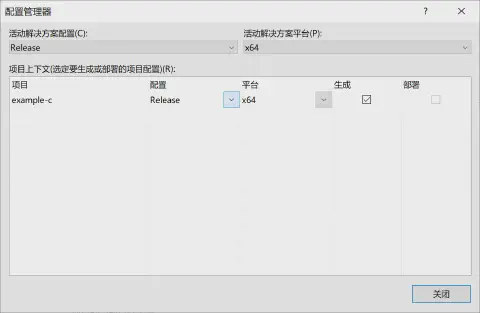 配置管理器
?
活动解决方案配置(C):
活动解决方案平台(P):
Release
x64
项目上下文(选定要生成或部署的项目配置)(R):
项目 配置 平台 生成 部署
example-c Release x64
关闭